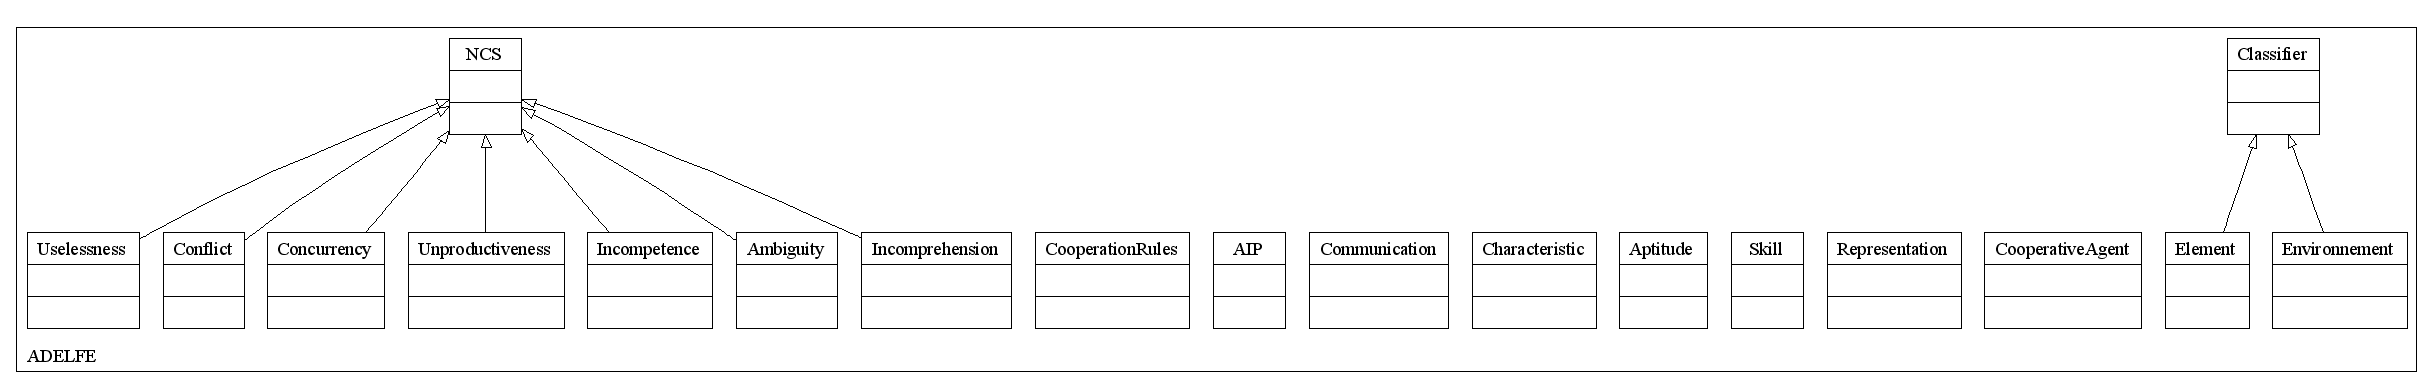 NCS
Classifier
Uselessness
Conflict
Concurrency
Unproductiveness
Incompetence
Ambiguity
Incomprehension
CooperationRules
AIP
Communication
Characteristic
Aptitude
Skill
Representation
CooperativeAgent
Element
Environnement
ADELFE